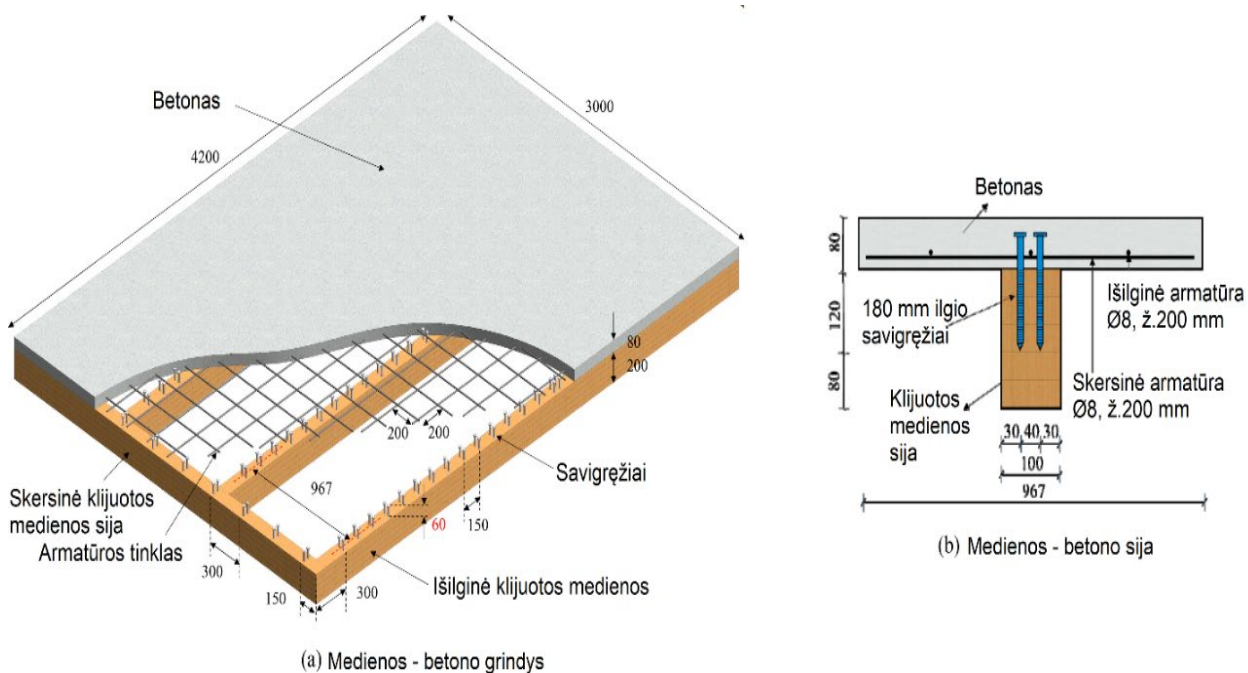 Betonas
4200
3000
80
200
200
200
967
Savigręžiai
Skersinė klijuotos
medienos sija
Armatūros tinklas
60
150
300
150
300
Išilginė klijuotos medienos
(a) Medienos - betono grindys
Betonas
80
120
80
180 mm ilgio
savigręžiai
Klijuotos
medienos
sija
Išilginė armatūra
Ø8, ž.200 mm
Skersinė armatūra
Ø8, ž.200 mm
30 40 30
100
967
(b) Medienos - betono sija